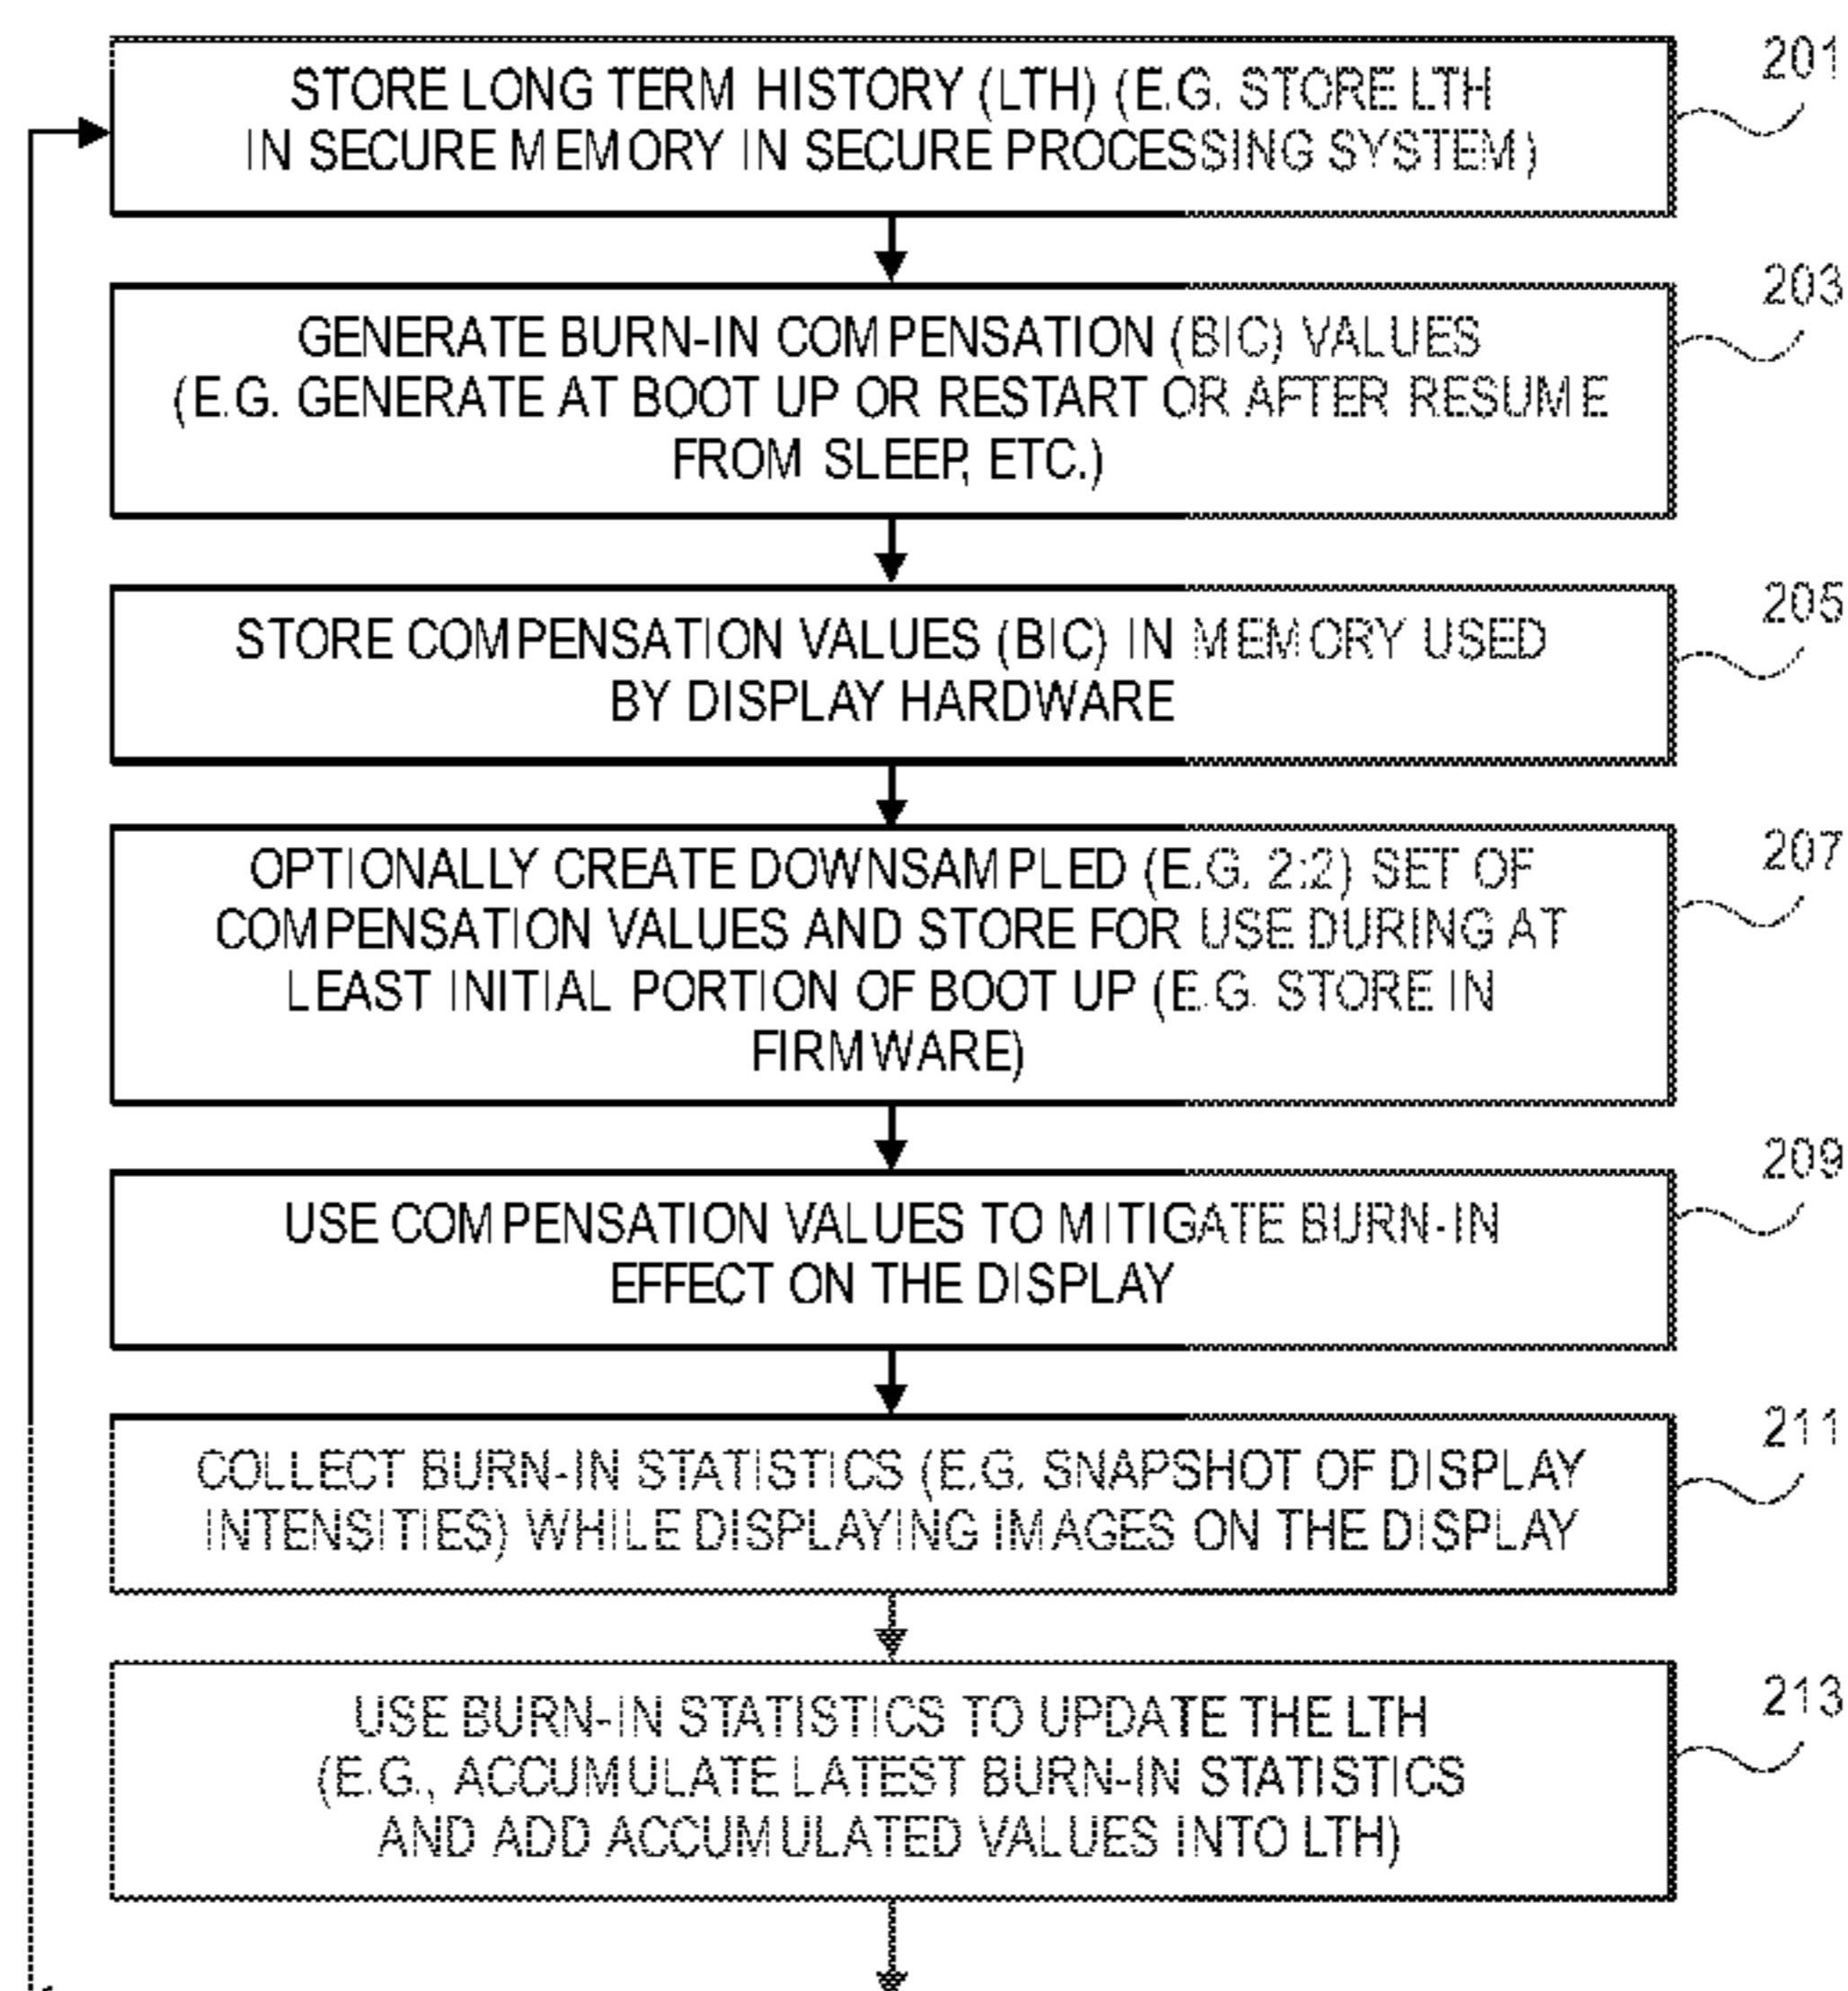 STORE LONG TERM HISTORY (LTH) (E.G. STORE LTH
IN SECURE MEMORY IN SECURE PROCESSING SYSTEM)
201
GENERATE BURN-IN COMPENSATION (BIC) VALUES
(E.G. GENERATE AT BOOT UP OR RESTART OR AFTER RESUME
FROM SLEEP, ETC.)
203
STORE COMPENSATION VALUES (BIC) IN MEMORY USED
BY DISPLAY HARDWARE
205
OPTIONALLY CREATE DOWNSAMPLED (E.G. 2:2) SET OF
COMPENSATION VALUES AND STORE FOR USE DURING AT
LEAST INITIAL PORTION OF BOOT UP (E.G. STORE IN
FIRMWARE)
207
USE COMPENSATION VALUES TO MITIGATE BURN-IN
EFFECT ON THE DISPLAY
209
COLLECT BURN-IN STATISTICS (E.G. SNAPSHOT OF DISPLAY
INTENSITIES) WHILE DISPLAYING IMAGES ON THE DISPLAY
211
USE BURN-IN STATISTICS TO UPDATE THE LTH
(E.G., ACCUMULATE LATEST BURN-IN STATISTICS
AND ADD ACCUMULATED VALUES INTO LTH)
213